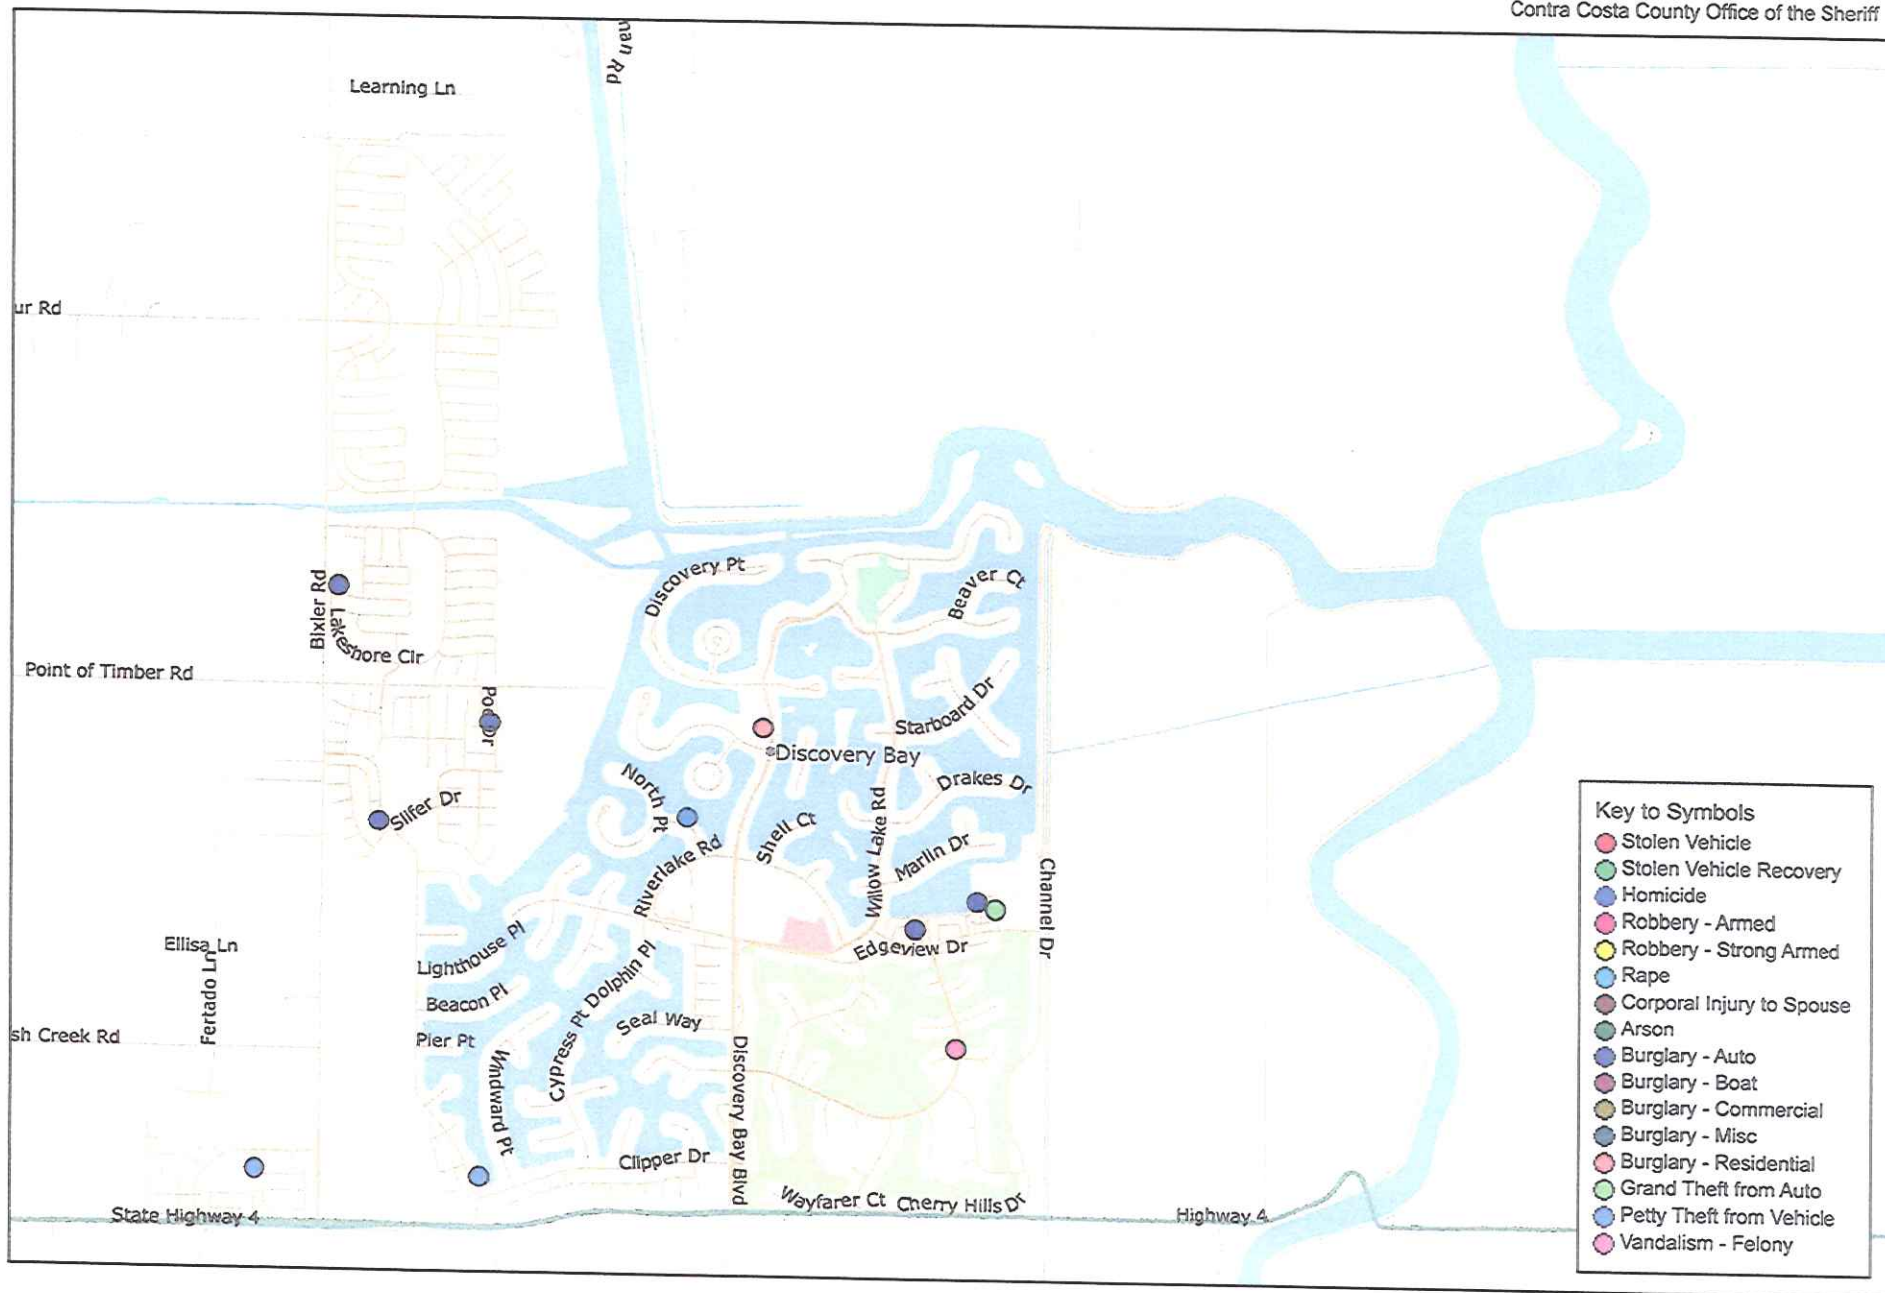 Contra Costa County Office of the Sheriff
nan Rd
Learning Ln
ur Rd
Discovery Pt
Beaver Ct
Bixler Rd
Lakeshore Cir
Point of Timber Rd
Starboard Dr
Discovery Bay
North Pt
Drakes Dr
Slifer Dr
Shell Ct
Willow Lake Rd
Marlin Dr
Riverlake Rd
Channel Dr
Ellisa Ln
Fertado Ln
Lighthouse Pl
Edgeview Dr
Dolphin Pl
Beacon Pl
Seal Way
sh Creek Rd
Pier Pt
Cypress Pt
Windward Pt
Discovery Bay Blvd
Clipper Dr
Wayfarer Ct
Cherry Hills Dr
State Highway 4
Highway 4
Key to Symbols
Stolen Vehicle
Stolen Vehicle Recovery
Homicide
Robbery - Armed
Robbery - Strong Armed
Rape
Corporal Injury to Spouse
Arson
Burglary - Auto
Burglary - Boat
Burglary - Commercial
Burglary - Misc
Burglary - Residential
Grand Theft from Auto
Petty Theft from Vehicle
Vandalism - Felony